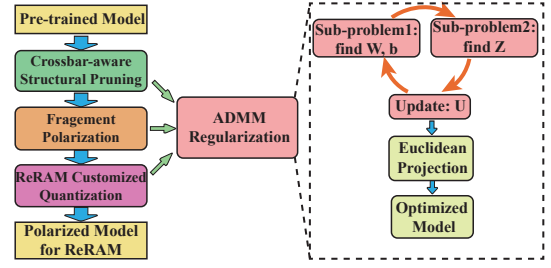 Pre-trained Model
Crossbar-aware
Structural Pruning
Fragement
Polarization
ReRAM Customized
Quantization
Polarized Model
for ReRAM
ADMM
Regularization
Sub-problem1:
find W, b
Sub-problem2:
find Z
Update: U
Euclidean
Projection
Optimized
Model